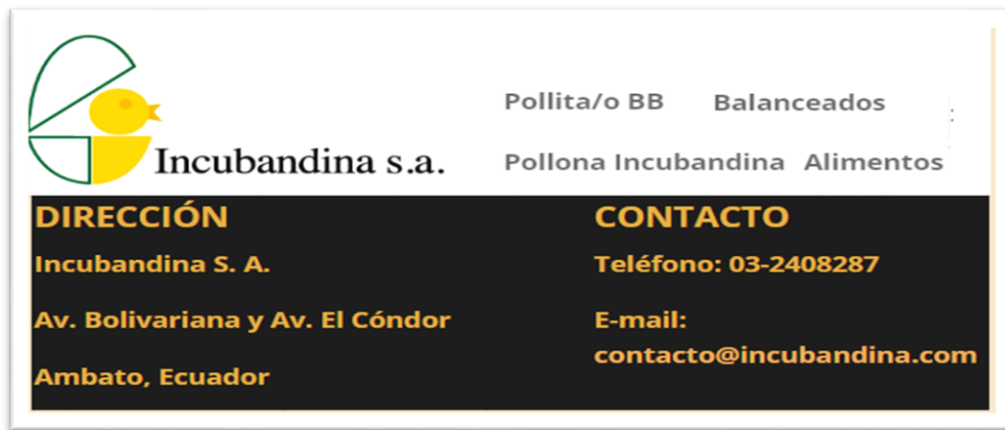 Pollita/o BB Balanceados
Incubandina s.a.
Pollona Incubandina Alimentos
DIRECCIÓN
Incubandina S. A.
Av. Bolivariana y Av. El Cóndor
Ambato, Ecuador
CONTACTO
Teléfono: 03-2408287
E-mail:
contacto@incubandina.com